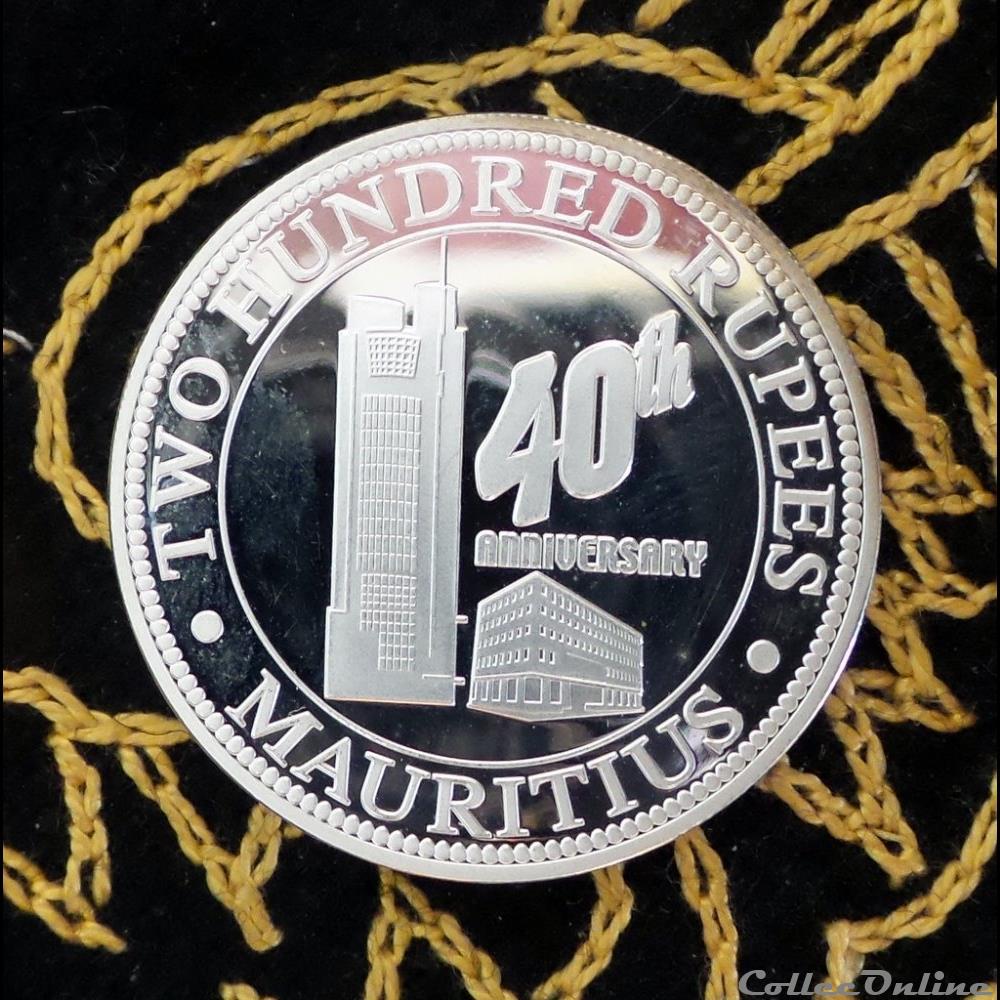 TWO HUNDRED RUPEES
40th
ANNIVERSARY
• MAURITIUS •
ColleeOnline